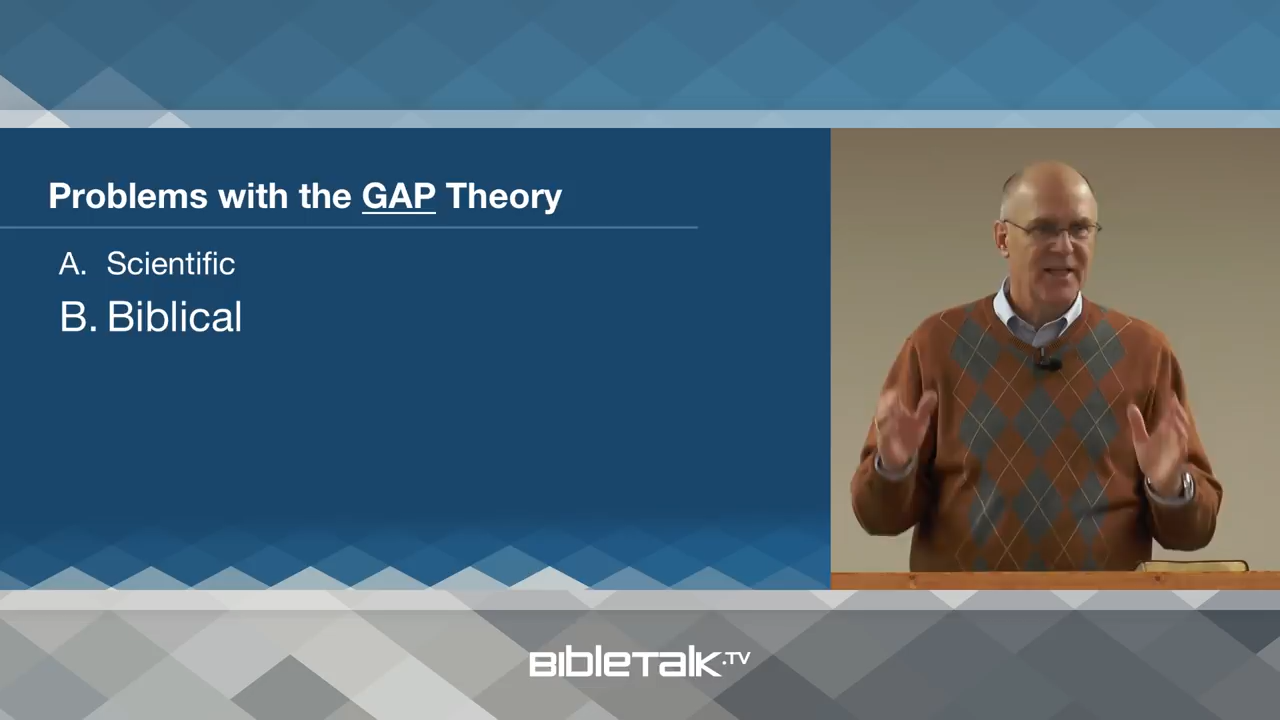 Problems with the GAP Theory
A. Scientific
B. Biblical
BIBLETALK.TV